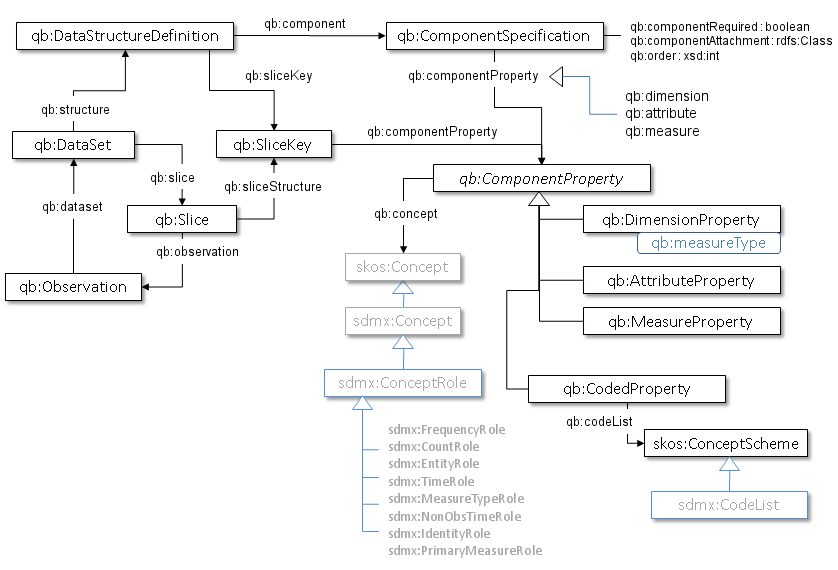 qb:component
qb:DataStructureDefinition
qb:ComponentSpecification
qb:componentRequired : boolean
qb:componentAttachment : rdfs:Class
qb:order : xsd:int
qb:sliceKey
qb:componentProperty
qb:dimension
qb:attribute
qb:measure
qb:structure
qb:DataSet
qb:SliceKey
qb:componentProperty
qb:slice
qb:sliceStructure
qb:ComponentProperty
qb:dataset
qb:Slice
qb:concept
qb:DimensionProperty
qb:measureType
qb:observation
qb:Observation
skos:Concept
qb:AttributeProperty
sdmx:Concept
qb:MeasureProperty
sdmx:ConceptRole
qb:CodedProperty
qb:codeList
skos:ConceptScheme
sdmx:FrequencyRole
sdmx:CountRole
sdmx:EntityRole
sdmx:TimeRole
sdmx:MeasureTypeRole
sdmx:NonObsTimeRole
sdmx:IdentityRole
sdmx:PrimaryMeasureRole
sdmx:CodeList